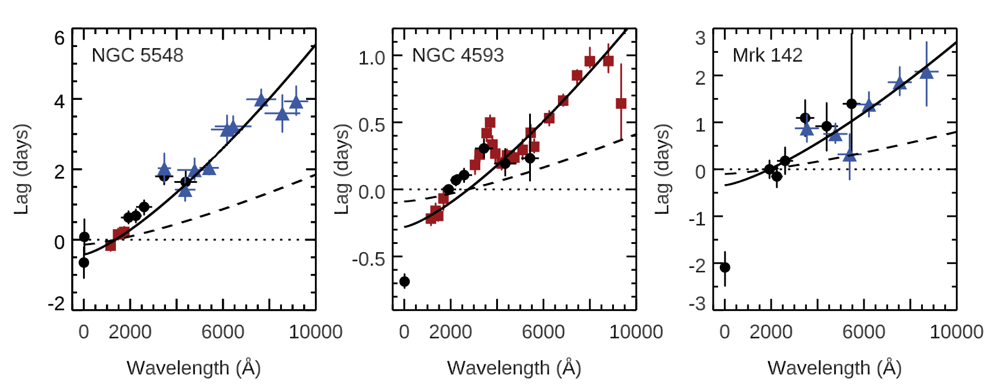 NGC 5548
6
4
2
0
-2
Lag (days)
0 2000 6000 10000
Wavelength (Å)
NGC 4593
1.0
0.5
0.0
-0.5
Lag (days)
0 2000 6000 10000
Wavelength (Å)
Mrk 142
3
2
1
0
-1
-2
-3
Lag (days)
0 2000 6000 10000
Wavelength (Å)